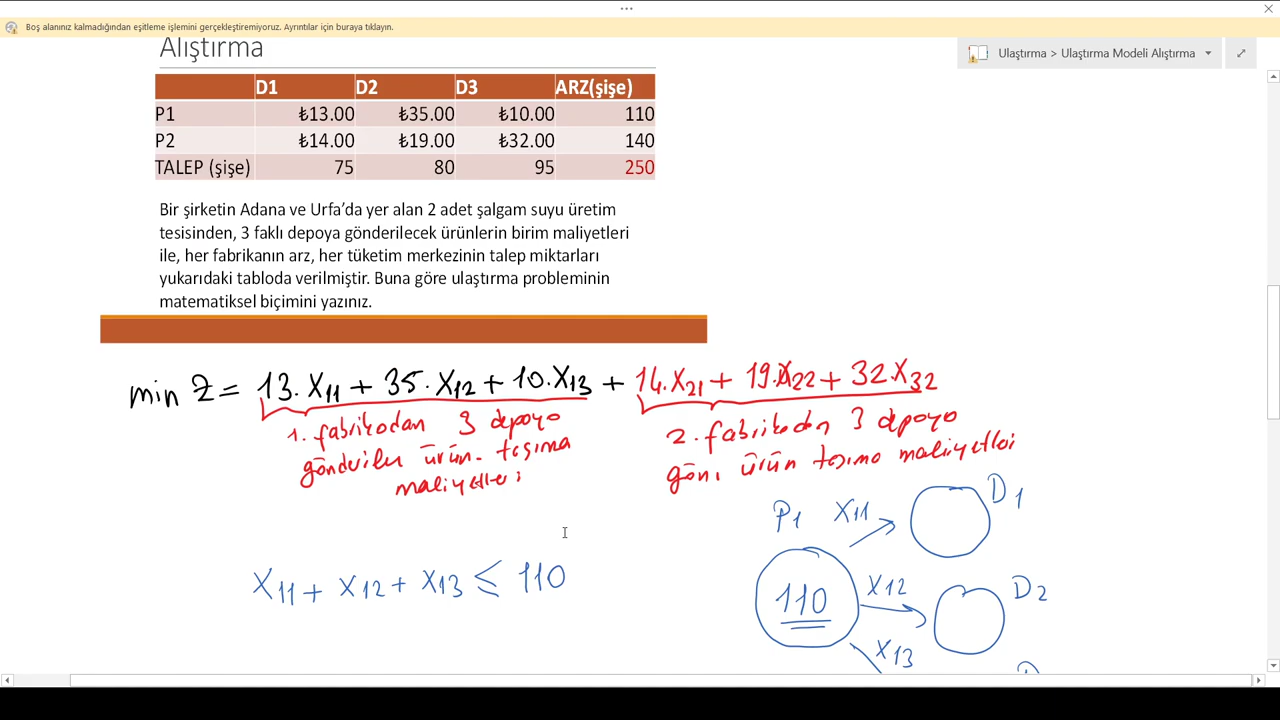 Boş alanınız kalmadığından eşitleme işlemini gerçekleştiremiyoruz. Ayrıntılar için buraya tıklayın.
Alıştırma
Ulaştırma > Ulaştırma Modeli Alıştırma
D1 D2 D3 ARZ(şişe)
P1 ₺13.00 ₺35.00 ₺10.00 110
P2 ₺14.00 ₺19.00 ₺32.00 140
TALEP (şişe) 75 80 95 250
Bir şirketin Adana ve Urfa’da yer alan 2 adet şalgam suyu üretim
tesisinden, 3 faklı depoya gönderilecek ürünlerin birim maliyetleri
ile, her fabrikanın arz, her tüketim merkezinin talep miktarları
yukarıdaki tabloda verilmiştir. Buna göre ulaştırma probleminin
matematiksel biçimini yazınız.
min Z = 13. X11 + 35. X12 + 10. X13 + 14. X21 + 19. X22 + 32. X32
1. fabrikadan 3 depoya
gönderilen ürün. taşıma
maliyetleri
2. fabrikadan 3 depoya
gön. ürün taşıma maliyetleri
P1 X11 D1
X11 + X12 + X13 ≤ 110
110 X12 D2
X13